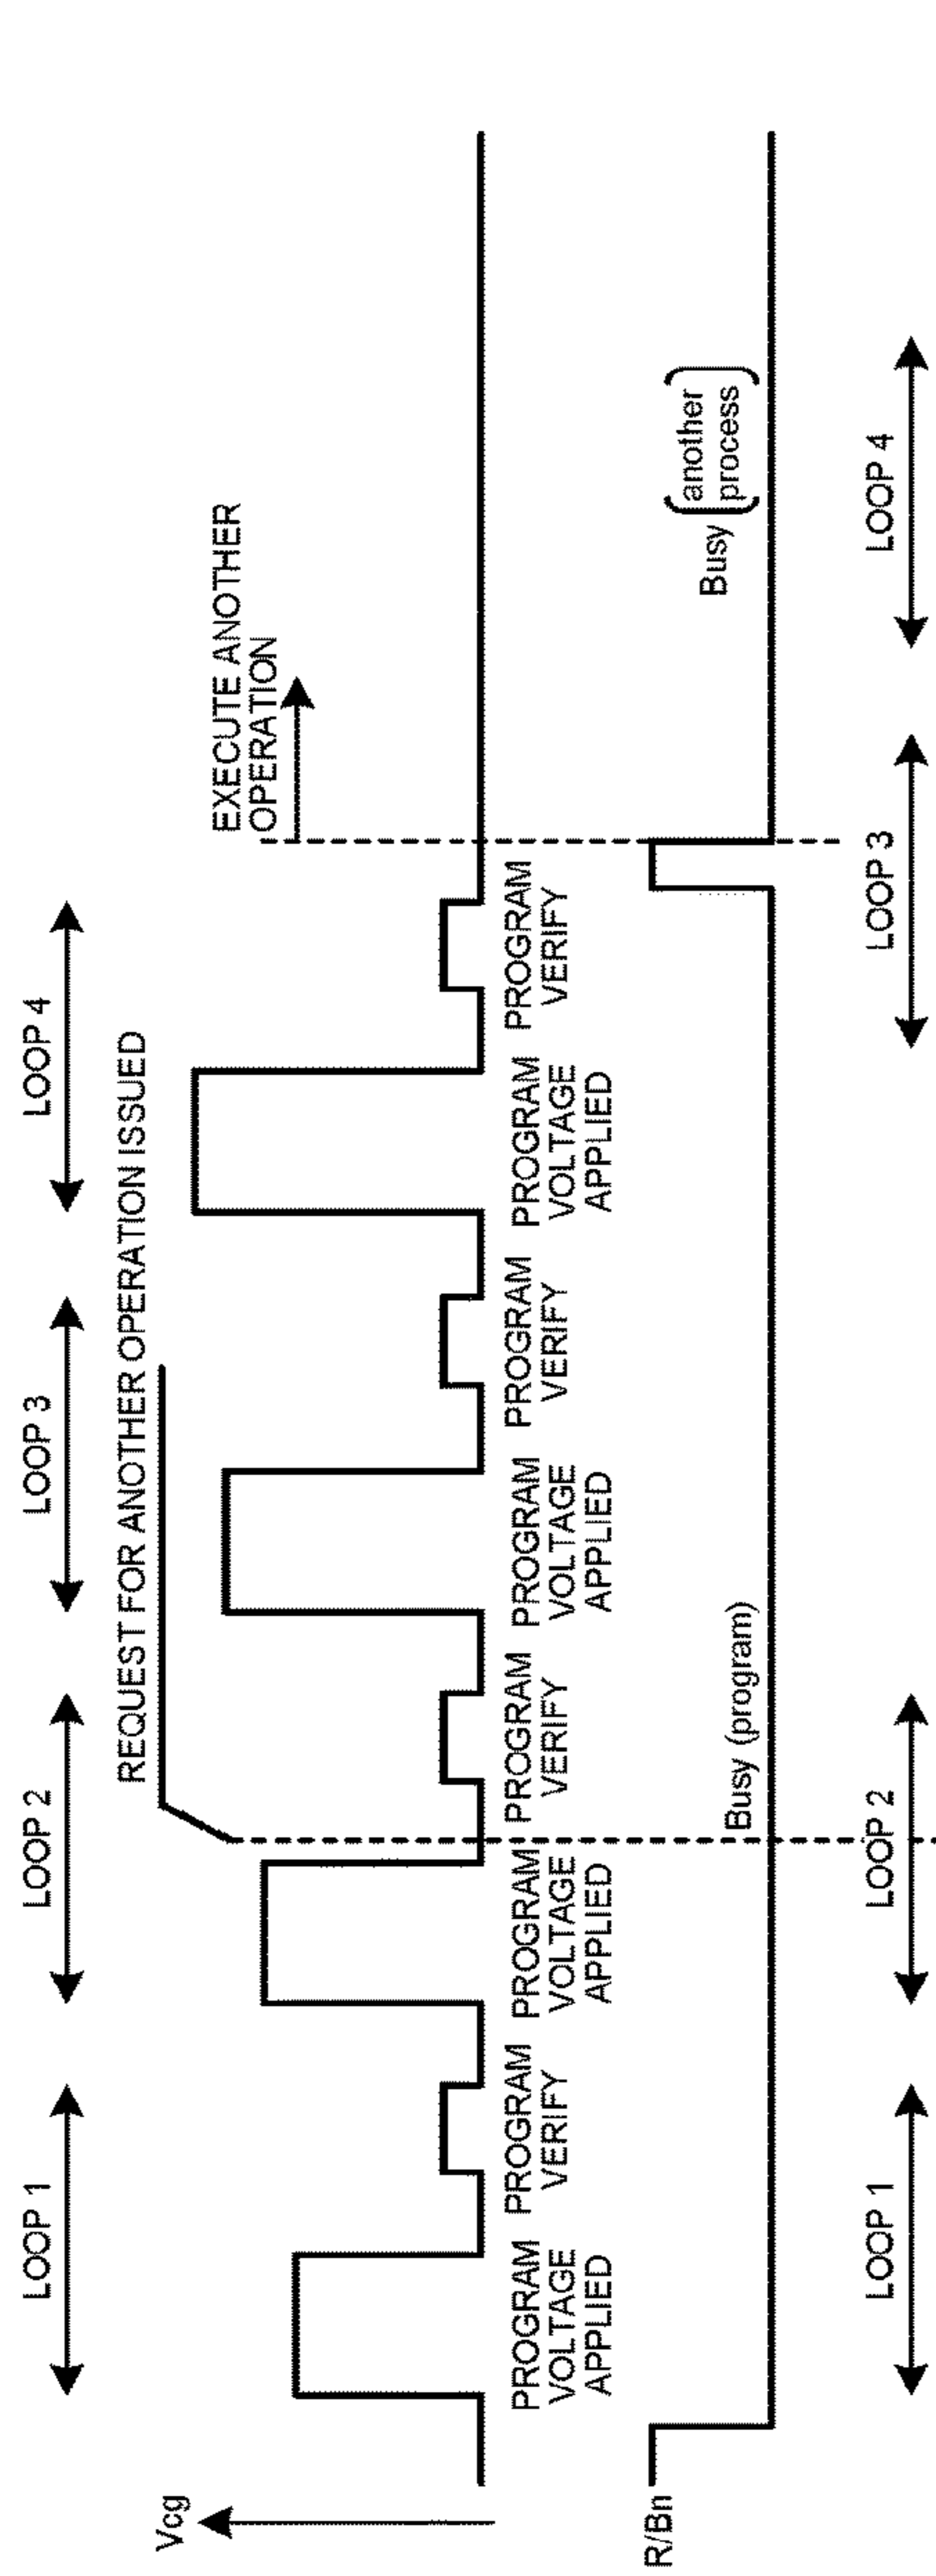 LOOP 1
LOOP 2
LOOP 3
LOOP 4
REQUEST FOR ANOTHER OPERATION ISSUED
EXECUTE ANOTHER
OPERATION
Vcg
PROGRAM
VOLTAGE
APPLIED
PROGRAM
VERIFY
PROGRAM
VOLTAGE
APPLIED
PROGRAM
VERIFY
PROGRAM
VOLTAGE
APPLIED
PROGRAM
VERIFY
PROGRAM
VOLTAGE
APPLIED
PROGRAM
VERIFY
R/Bn
Busy (program)
Busy (another
process)
LOOP 1
LOOP 2
LOOP 3
LOOP 4